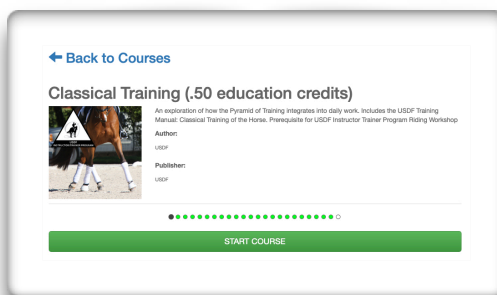 Back to Courses
Classical Training (.50 education credits)
An exploration of how the Pyramid of Training integrates into daily work. Includes the USDF Training
Manual: Classical Training of the Horse. Prerequisite for USDF Instructor Trainer Program Riding Workshop
Author:
USDF
Publisher:
USDF
START COURSE